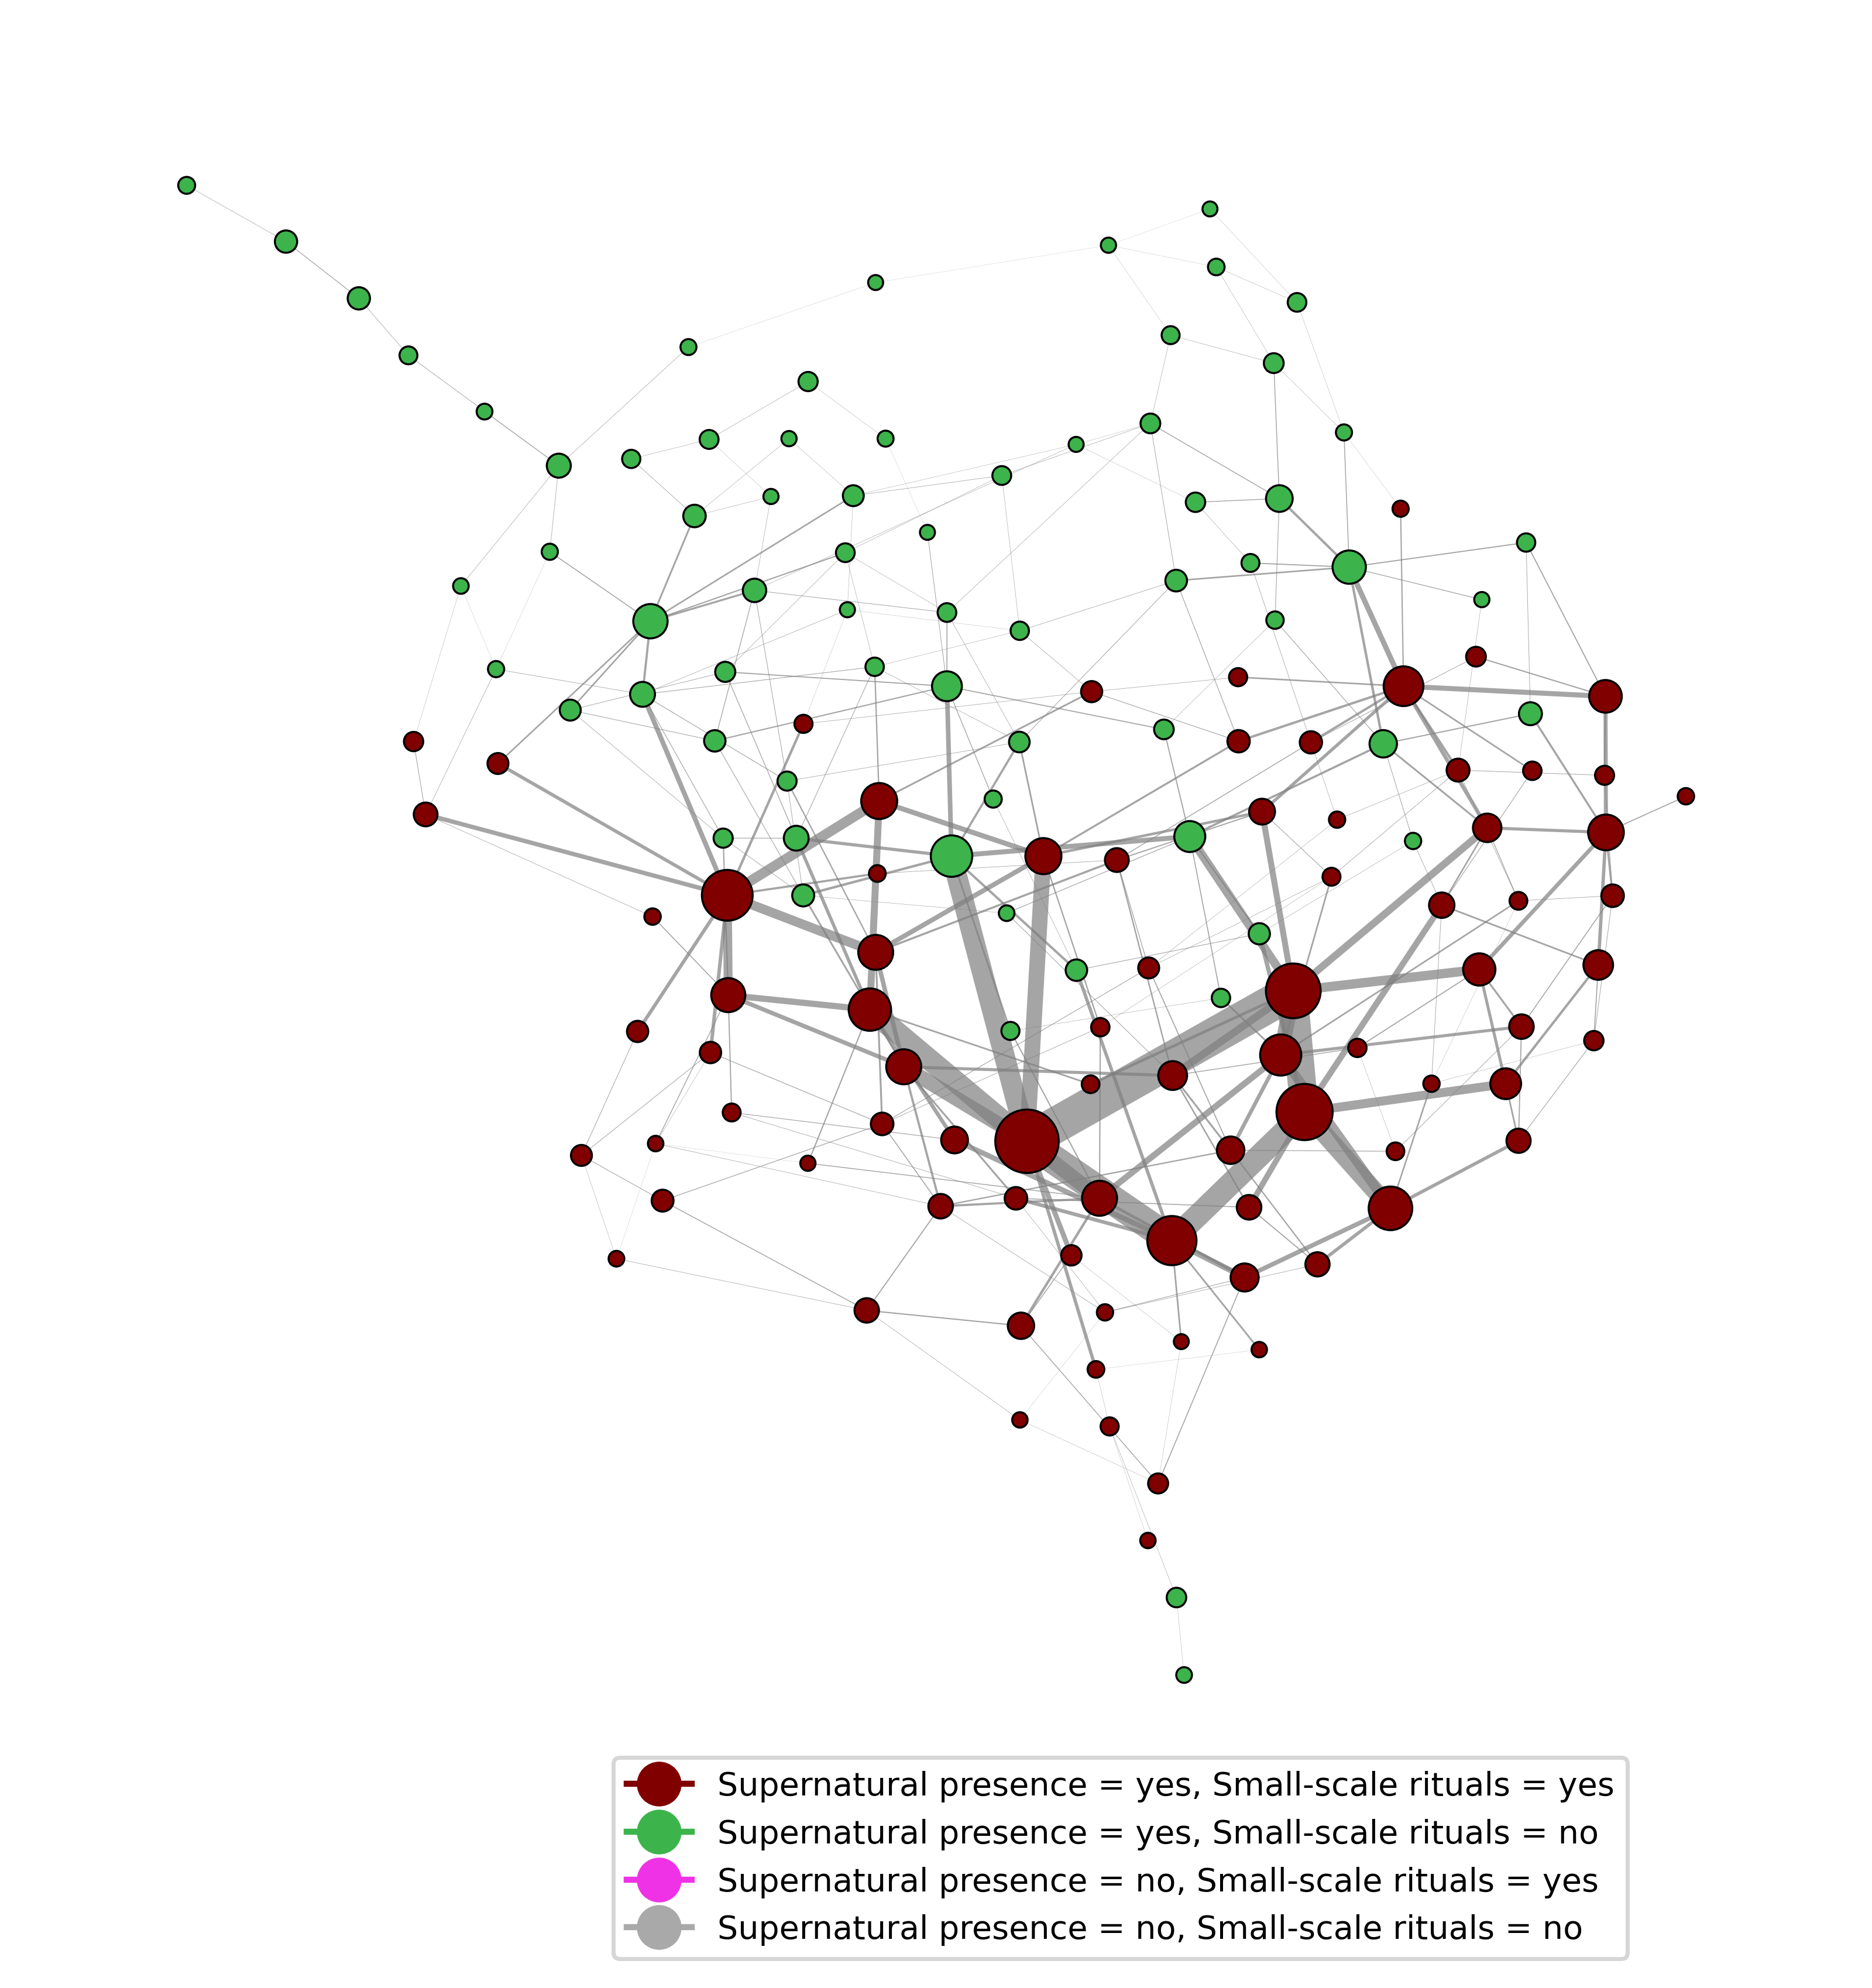 Supernatural presence = yes, Small-scale rituals = yes
Supernatural presence = yes, Small-scale rituals = no
Supernatural presence = no, Small-scale rituals = yes
Supernatural presence = no, Small-scale rituals = no